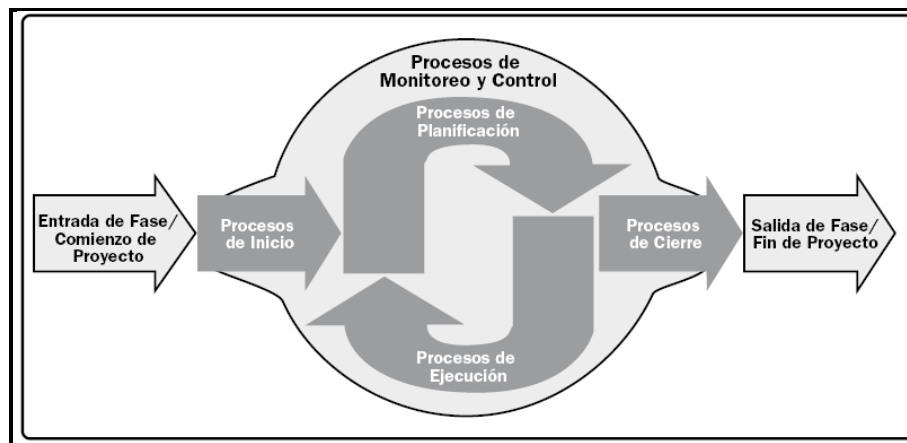 Procesos de
Monitoreo y Control
Procesos de
Planificación
Entrada de Fase/
Comienzo de
Proyecto
Procesos
de Inicio
Procesos
de Cierre
Salida de Fase/
Fin de Proyecto
Procesos de
Ejecución